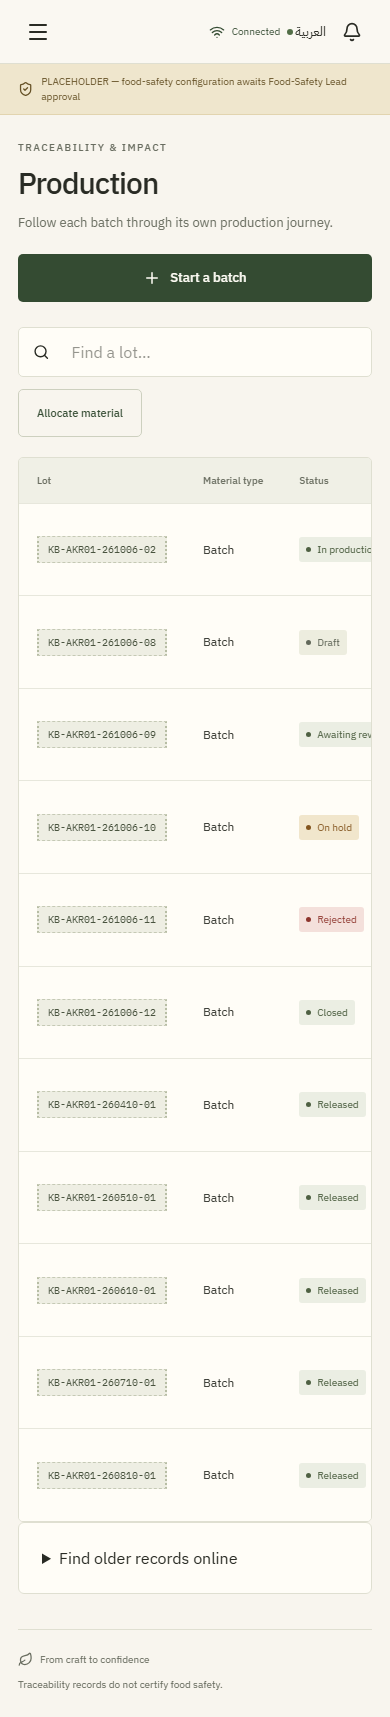 Connected
العربية
PLACEHOLDER — food-safety configuration awaits Food-Safety Lead
approval
TRACEABILITY & IMPACT
Production
Follow each batch through its own production journey.
Start a batch
Find a lot...
Allocate material
Lot Material type Status
KB-AKR01-261006-02 Batch In productio
KB-AKR01-261006-08 Batch Draft
KB-AKR01-261006-09 Batch Awaiting rev
KB-AKR01-261006-10 Batch On hold
KB-AKR01-261006-11 Batch Rejected
KB-AKR01-261006-12 Batch Closed
KB-AKR01-260410-01 Batch Released
KB-AKR01-260510-01 Batch Released
KB-AKR01-260610-01 Batch Released
KB-AKR01-260710-01 Batch Released
KB-AKR01-260810-01 Batch Released
Find older records online
From craft to confidence
Traceability records do not certify food safety.